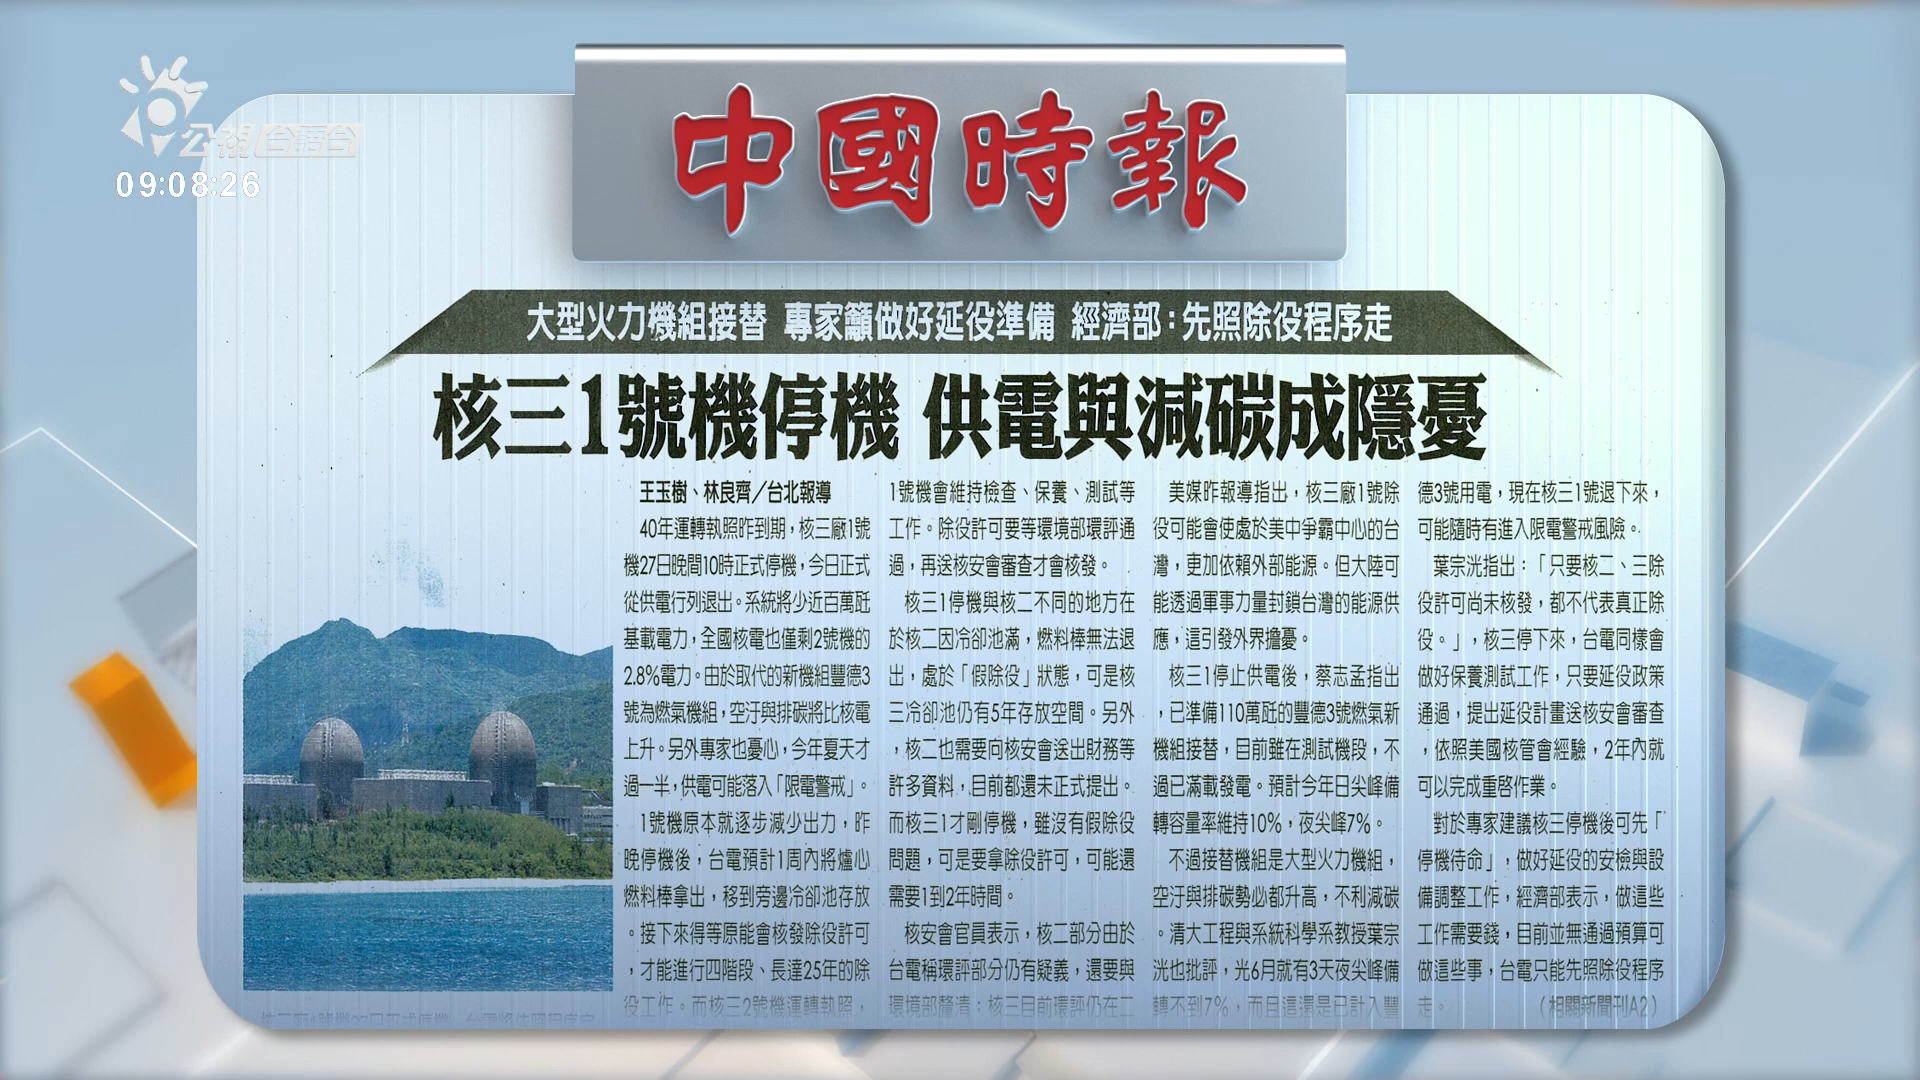 公視台語台
09:08:26
中國時報
大型火力機組接替 專家籲做好延役準備 經濟部：先照除役程序走
核三1號機停機 供電與減碳成隱憂
王玉樹、林良齊／台北報導
40年運轉執照昨到期，核三廠1號
機27日晚間10時正式停機，今日正式
從供電行列退出。系統將少近百萬瓩
基載電力，全國核電也僅剩2號機的
2.8%電力。由於取代的新機組豐德3
號為燃氣機組，空汙與排碳將比核電
上升。另外專家也憂心，今年夏天才
過一半，供電可能落入「限電警戒」。
1號機原本就逐步減少出力，昨
晚停機後，台電預計1周內將爐心
燃料棒拿出，移到旁邊冷卻池存放
。接下來得等原能會核發除役許可
，才能進行四階段、長達25年的除
役工作。而核三2號機運轉執照，
1號機會維持檢查、保養、測試等
工作。除役許可要等環境部環評通
過，再送核安會審查才會核發。
核三1停機與核二不同的地方在
於核二因冷卻池滿，燃料棒無法退
出，處於「假除役」狀態，可是核
三冷卻池仍有5年存放空間。另外
，核二也需要向核安會送出財務等
許多資料，目前都還未正式提出。
而核三1才剛停機，雖沒有假除役
問題，可是要拿除役許可，可能還
需要1到2年時間。
核安會官員表示，核二部分由於
台電稱環評部分仍有疑義，還要與
環境部釐清；核三目前環評仍在二
美媒昨報導指出，核三廠1號除
役可能會使處於美中爭霸中心的台
灣，更加依賴外部能源。但大陸可
能透過軍事力量封鎖台灣的能源供
應，這引發外界擔憂。
核三1停止供電後，蔡志孟指出
，已準備110萬瓩的豐德3號燃氣新
機組接替，目前雖在測試機段，不
過已滿載發電。預計今年日尖峰備
轉容量率維持10%，夜尖峰7%。
不過接替機組是大型火力機組，
空汙與排碳勢必都升高，不利減碳
。清大工程與系統科學系教授葉宗
洸也批評，光6月就有3天夜尖峰備
轉不到7%，而且這還是已計入豐
德3號用電，現在核三1號退下來，
可能隨時有進入限電警戒風險。
葉宗洸指出：「只要核二、三除
役許可尚未核發，都不代表真正除
役。」，核三停下來，台電同樣會
做好保養測試工作，只要延役政策
通過，提出延役計畫送核安會審查
，依照美國核管會經驗，2年內就
可以完成重啓作業。
對於專家建議核三停機後可先「
停機待命」，做好延役的安檢與設
備調整工作，經濟部表示，做這些
工作需要錢，目前並無通過預算可
做這些事，台電只能先照除役程序
走。
（相關新聞刊A2）